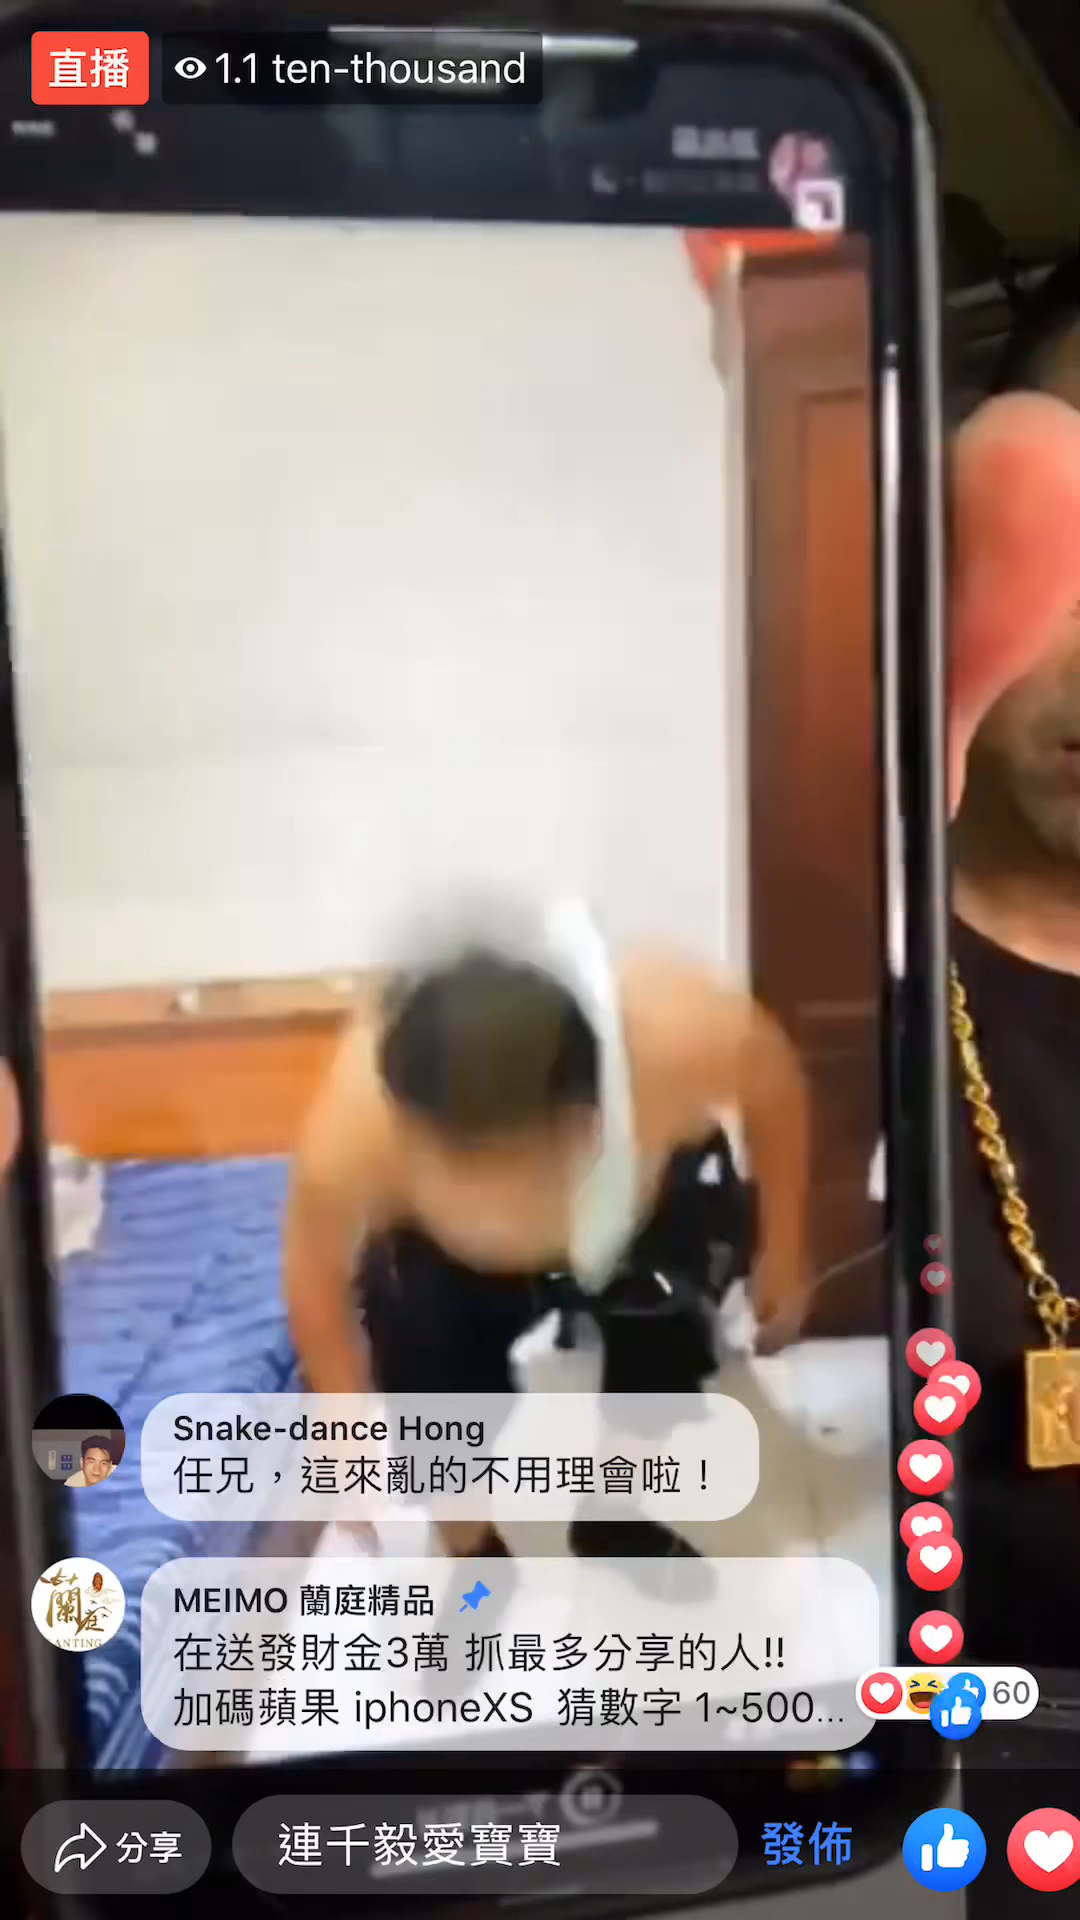 直播
1.1 ten-thousand
Snake-dance Hong
任兄，這來亂的不用理會啦！
MEIMO 蘭庭精品
在送發財金3萬 抓最多分享的人!!
加碼蘋果 iphoneXS 猜數字 1~500...
60
分享
連千毅愛寶寶
發佈